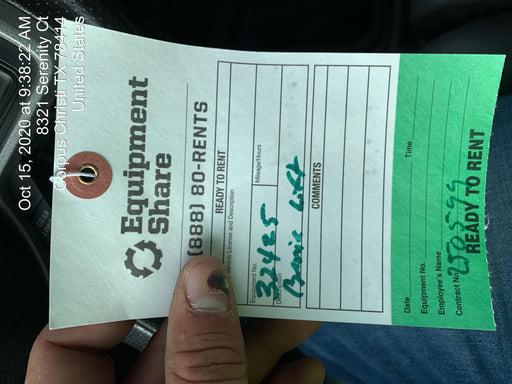 Oct 15, 2020 at 9:38:22 AM
8321 Serenity Ct
Corpus Christi TX 78414
United States
Equipment
Share
(888) 80-RENTS
READY TO RENT
Vehicle License and Description
Mileage/Hours
Equipment No.
32425
Description
COMMENTS
Date
Time
Equipment No.
Employee's Name
Contract No.
250599
READY TO RENT